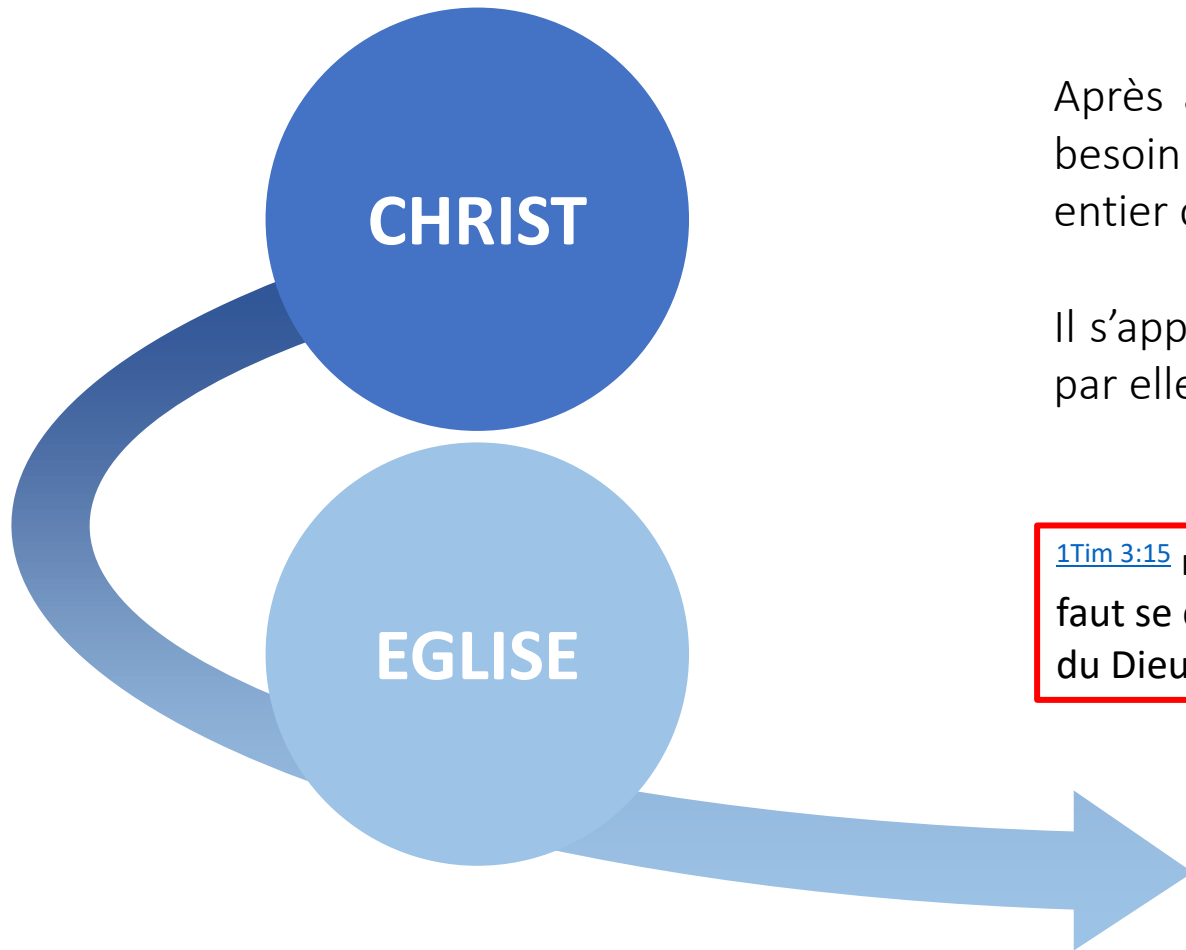 CHRIST
EGLISE
Après
besoin
entier
Il s’app
par elle
1Tim 3:15
faut se
du Dieu